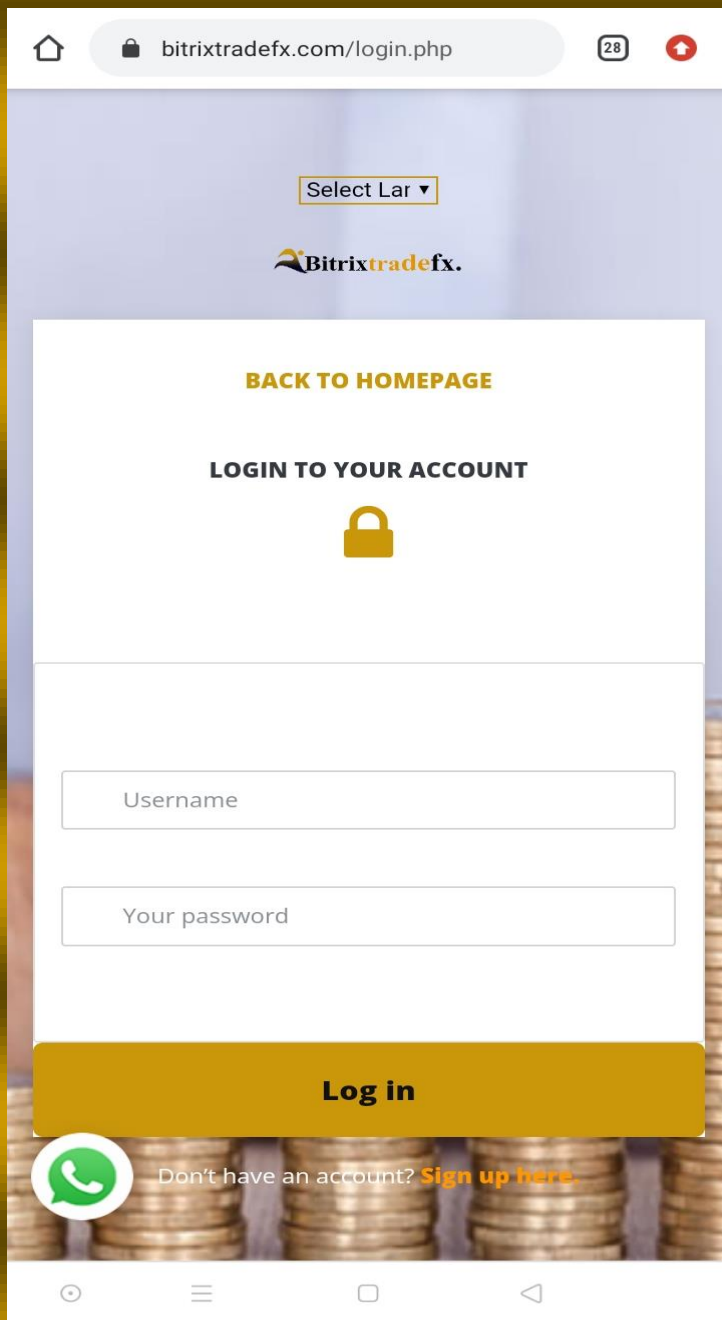 bitrixtradefx.com/login.php
28
Select Lar
Bitrixtradefx.
BACK TO HOMEPAGE
LOGIN TO YOUR ACCOUNT
Username
Your password
Log in
Don't have an account? Sign up here.